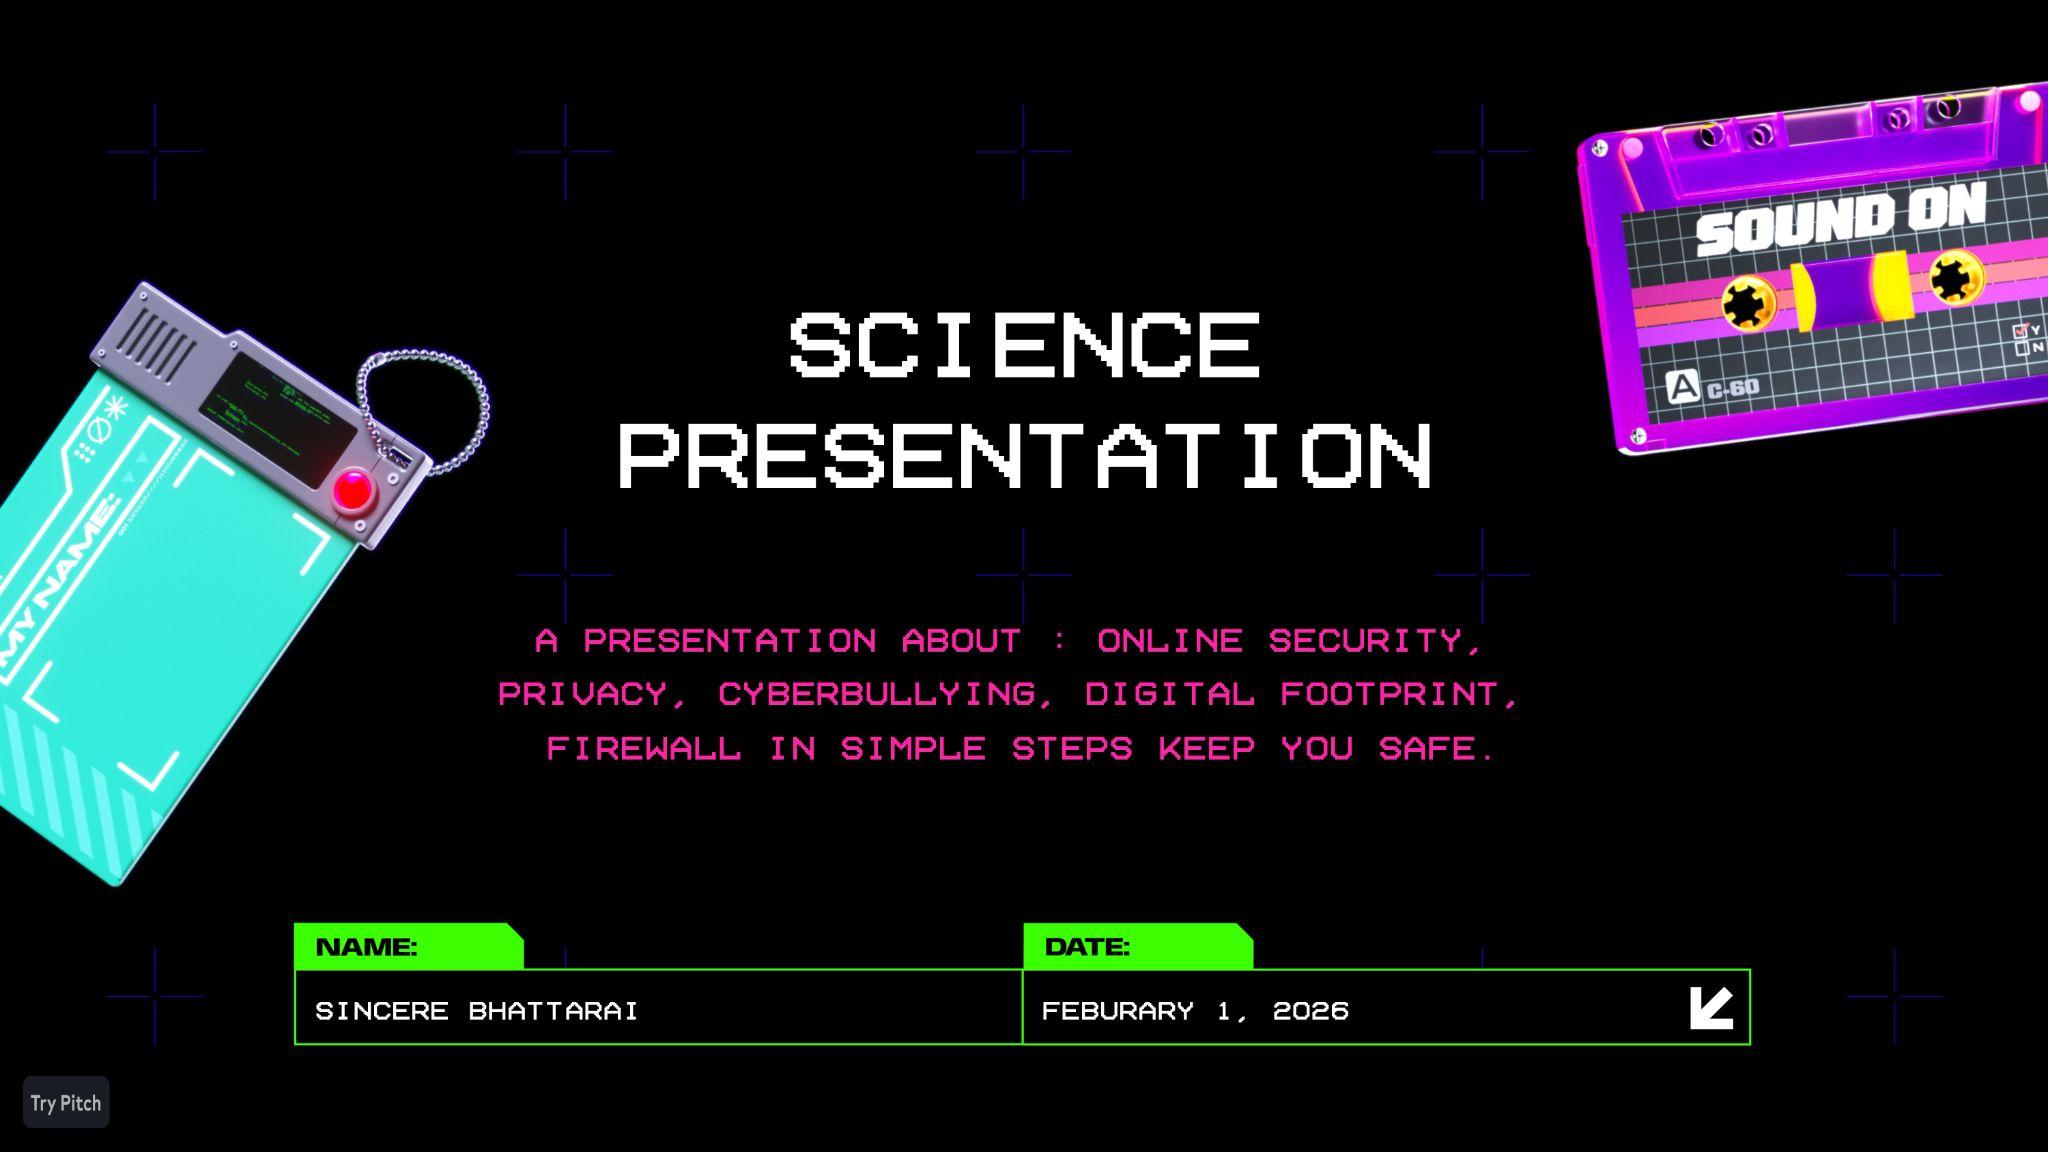 SOUND ON
Y
N
A C-60
SCIENCE
PRESENTATION
MY NAME:
A PRESENTATION ABOUT : ONLINE SECURITY,
PRIVACY, CYBERBULLYING, DIGITAL FOOTPRINT,
FIREWALL IN SIMPLE STEPS KEEP YOU SAFE.
NAME:
DATE:
SINCERE BHATTARAI
FEBURARY 1, 2026
Try Pitch